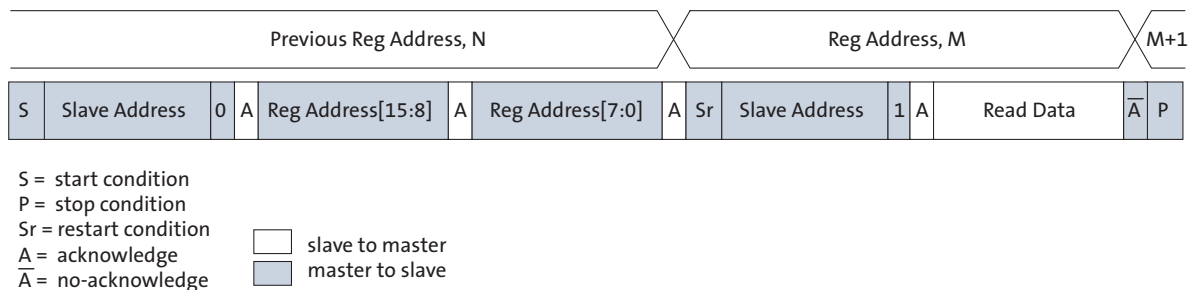 Previous Reg Address, N Reg Address, M M+1
S Slave Address 0 A Reg Address[15:8] A Reg Address[7:0] A Sr Slave Address 1 A Read Data A̅ P
S = start condition
P = stop condition
Sr = restart condition
A = acknowledge
A̅ = no-acknowledge
slave to master
master to slave